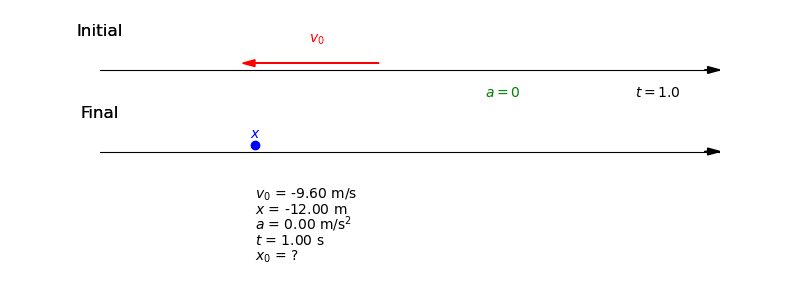 Initial
v₀
a = 0
t = 1.0
Final
x
v₀ = -9.60 m/s
x = -12.00 m
a = 0.00 m/s²
t = 1.00 s
x₀ = ?